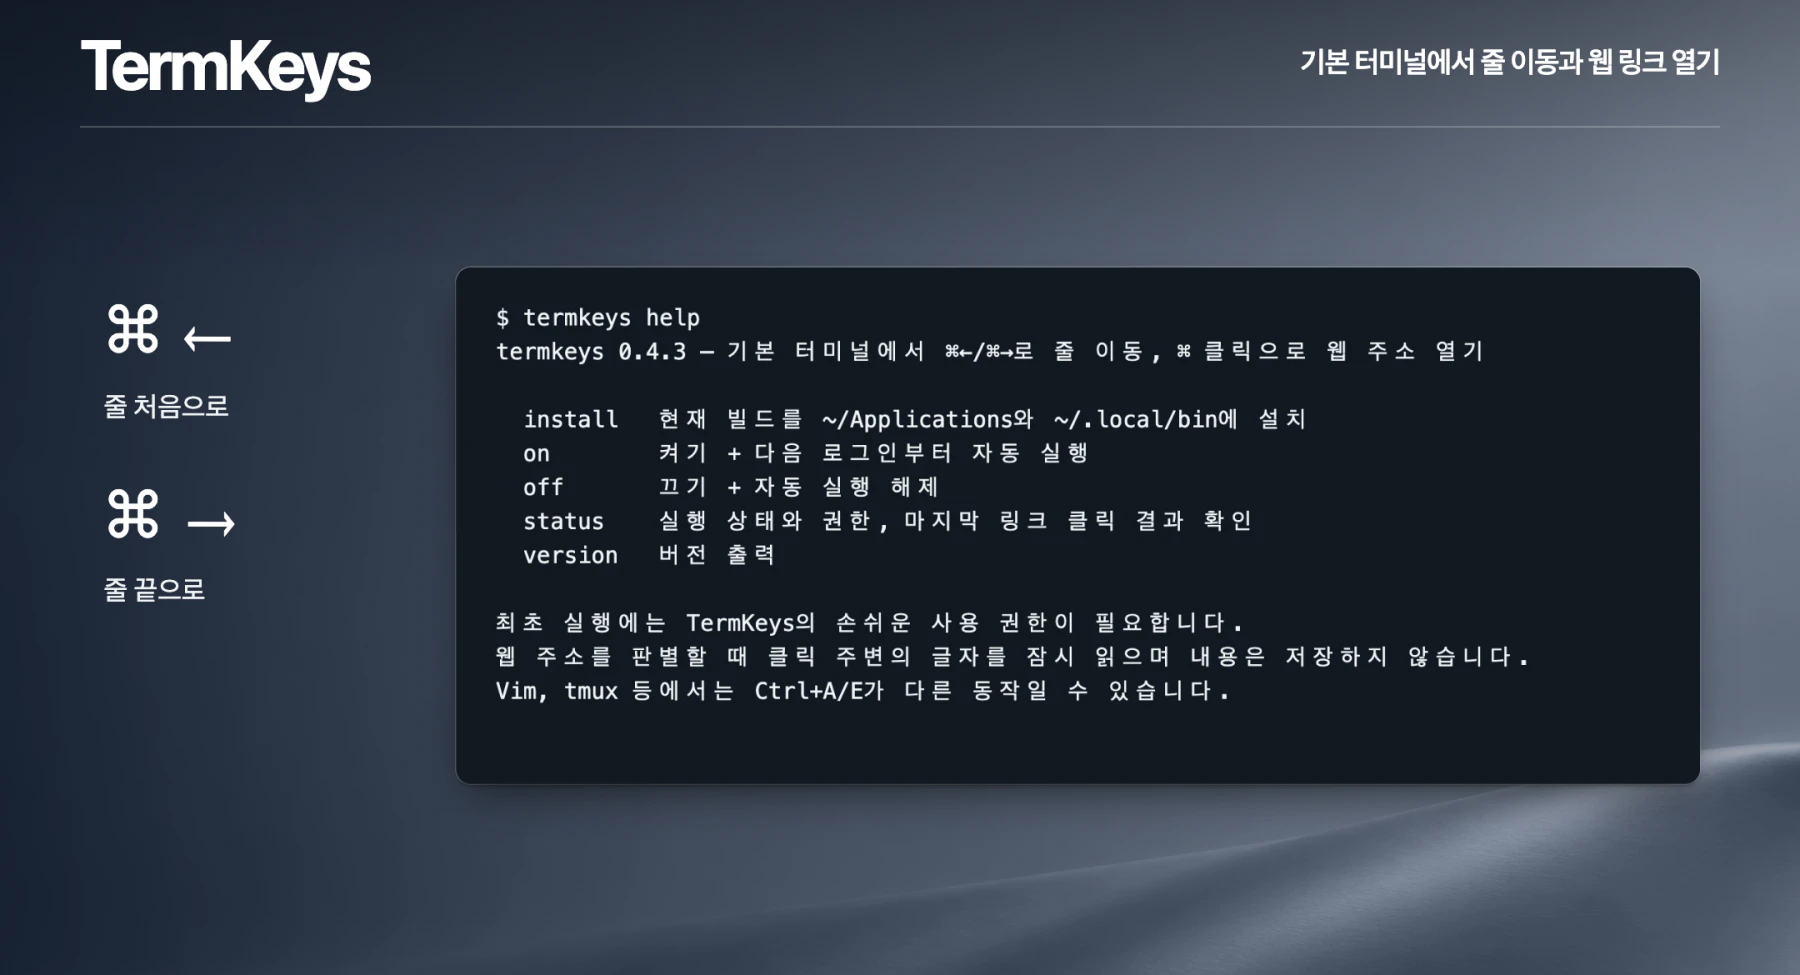 TermKeys
기본 터미널에서 줄 이동과 웹 링크 열기
⌘ ←
줄 처음으로
⌘ →
줄 끝으로
$ termkeys help
termkeys 0.4.3 — 기본 터미널에서 ⌘←/⌘→로 줄 이동, ⌘ 클릭으로 웹 주소 열기
install 현재 빌드를 ~/Applications와 ~/.local/bin에 설치
on 켜기 + 다음 로그인부터 자동 실행
off 끄기 + 자동 실행 해제
status 실행 상태와 권한, 마지막 링크 클릭 결과 확인
version 버전 출력
최초 실행에는 TermKeys의 손쉬운 사용 권한이 필요합니다.
웹 주소를 판별할 때 클릭 주변의 글자를 잠시 읽으며 내용은 저장하지 않습니다.
Vim, tmux 등에서는 Ctrl+A/E가 다른 동작일 수 있습니다.